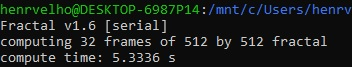 henrvelho@DESKTOP-6987P14:/mnt/c/Users/henrv
Fractal v1.6 [serial]
computing 32 frames of 512 by 512 fractal
compute time: 5.3336 s